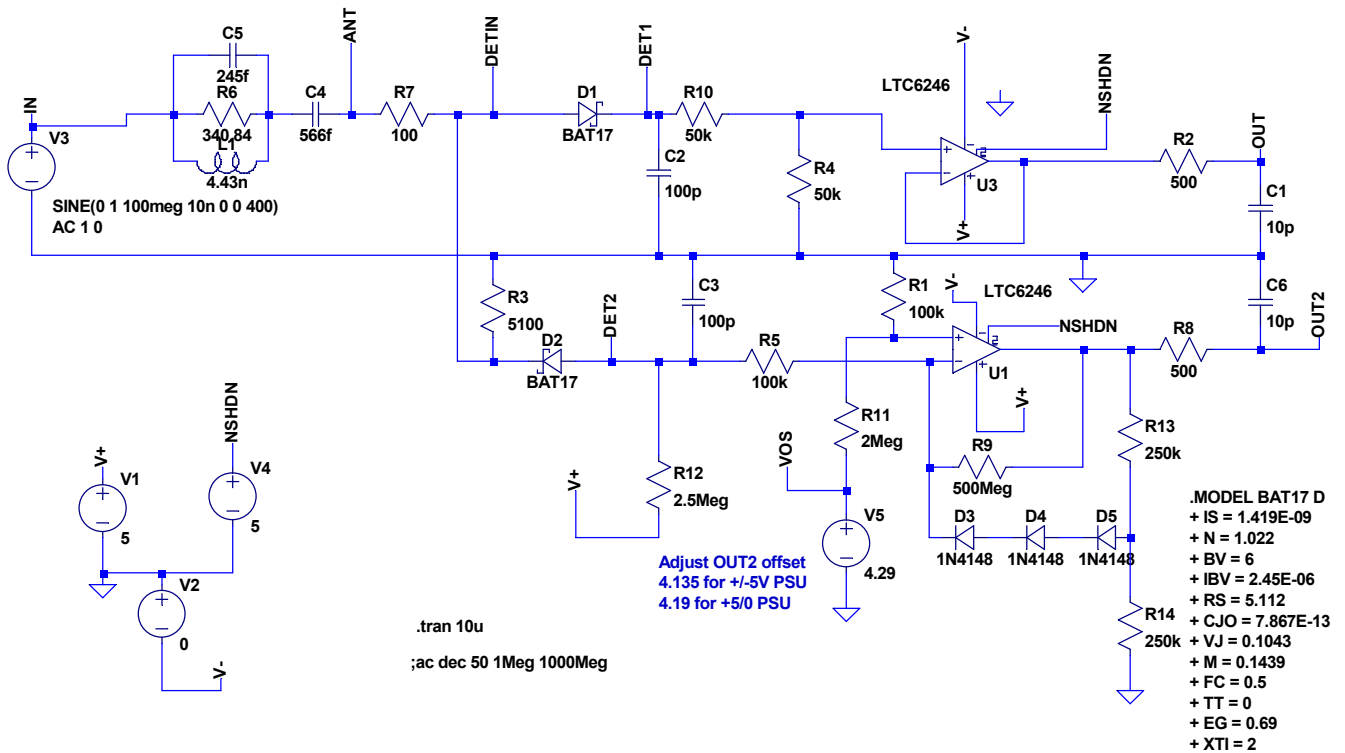 ANT
C5
245f
DETIN
DET1
V-
LTC6246
NSHDN
IN
R6
340.84
L1
4.43n
C4
566f
R7
100
D1
BAT17
R10
50k
C2
100p
R4
50k
U3
V+
R2
500
OUT
C1
10p
V3
SINE(0 1 100meg 10n 0 0 400)
AC 1 0
R3
5100
D2
BAT17
DET2
C3
100p
R5
100k
R1
100k
V-
LTC6246
NSHDN
U1
V+
C6
10p
R8
500
OUT2
R11
2Meg
VOS
V5
4.29
R9
500Meg
D3
1N4148
D4
1N4148
D5
1N4148
R13
250k
R14
250k
V+
R12
2.5Meg
Adjust OUT2 offset
4.135 for +/-5V PSU
4.19 for +5/0 PSU
V+
V1
5
NSHDN
V4
5
V2
0
V-
.tran 10u
;ac dec 50 1Meg 1000Meg
.MODEL BAT17 D
+ IS = 1.419E-09
+ N = 1.022
+ BV = 6
+ IBV = 2.45E-06
+ RS = 5.112
+ CJO = 7.867E-13
+ VJ = 0.1043
+ M = 0.1439
+ FC = 0.5
+ TT = 0
+ EG = 0.69
+ XTI = 2